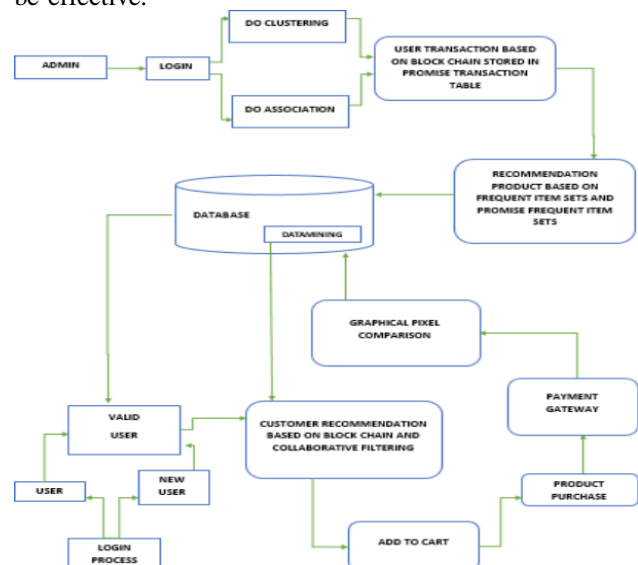 be effective.
DO CLUSTERING
ADMIN
LOGIN
USER TRANSACTION BASED
ON BLOCK CHAIN STORED IN
PROMISE TRANSACTION
TABLE
DO ASSOCIATION
RECOMMENDATION
PRODUCT BASED ON
FREQUENT ITEM SETS AND
PROMISE FREQUENT ITEM
SETS
DATABASE
DATAMINING
GRAPHICAL PIXEL
COMPARISON
PAYMENT
GATEWAY
VALID
USER
CUSTOMER RECOMMENDATION
BASED ON BLOCK CHAIN AND
COLLABORATIVE FILTERING
USER
NEW
USER
PRODUCT
PURCHASE
ADD TO CART
LOGIN
PROCESS